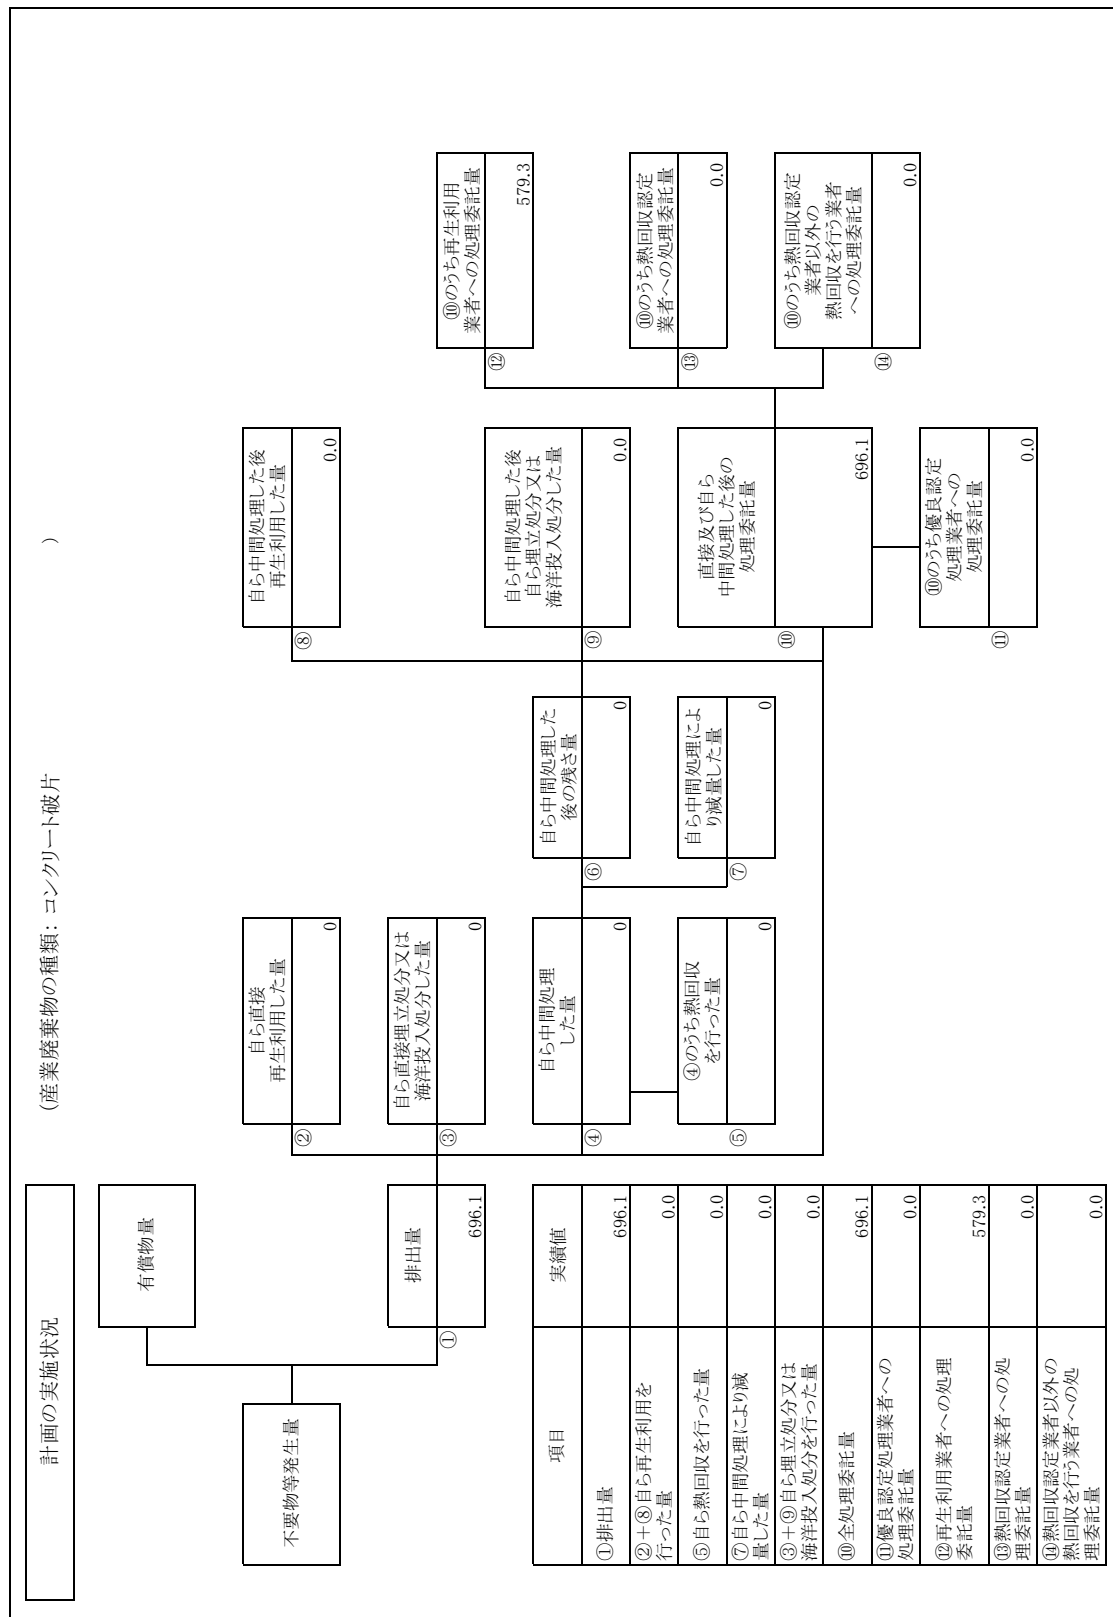 計画の実施状況
(産業廃棄物の種類：コンクリート破片　　　　　　　　)
不要物等発生量
有償物量
①
排出量
696.1
②
自ら直接
再生利用した量
0
③
自ら直接埋立処分又は
海洋投入処分した量
0
④
自ら中間処理
した量
0
⑤
④のうち熱回収
を行った量
0
⑥
自ら中間処理した
後の残さ量
0
⑦
自ら中間処理によ
り減量した量
0
⑧
自ら中間処理した後
再生利用した量
0.0
⑨
自ら中間処理した後
自ら埋立処分又は
海洋投入処分した量
0.0
⑩
直接及び自ら
中間処理した後の
処理委託量
696.1
⑪
⑩のうち優良認定
処理業者への
処理委託量
0.0
⑫
⑩のうち再生利用
業者への処理委託量
579.3
⑬
⑩のうち熱回収認定
業者への処理委託量
0.0
⑭
⑩のうち熱回収認定
業者以外の
熱回収を行う業者
への処理委託量
0.0
項目 実績値
①排出量 696.1
②＋⑧自ら再生利用を
行った量 0.0
⑤自ら熱回収を行った量 0.0
⑦自ら中間処理により減
量した量 0.0
③＋⑨自ら埋立処分又は
海洋投入処分を行った量 0.0
⑩全処理委託量 696.1
⑪優良認定処理業者への
処理委託量 0.0
⑫再生利用業者への処理
委託量 579.3
⑬熱回収認定業者への処
理委託量 0.0
⑭熱回収認定業者以外の
熱回収を行う業者への処
理委託量 0.0